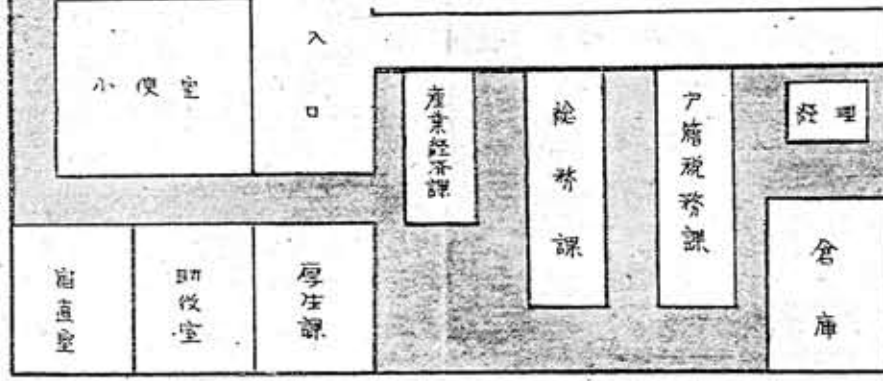 小使室
入口
産業経済課
総務課
戸籍税務課
経理
宿直室
助役室
厚生課
倉庫